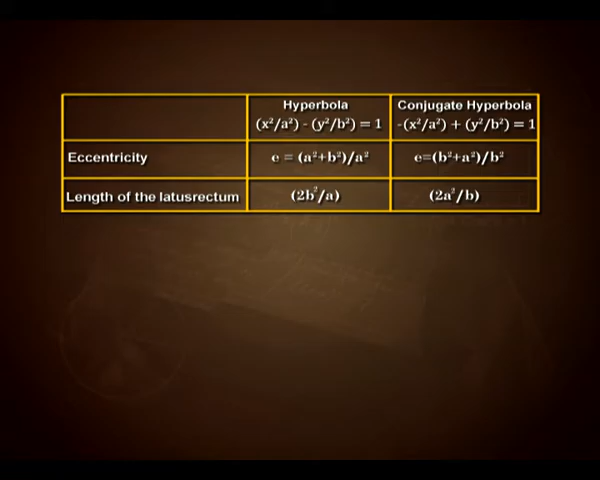 Hyperbola
(x²/a²) - (y²/b²) = 1
Conjugate Hyperbola
-(x²/a²) + (y²/b²) = 1
Eccentricity
e = (a²+b²)/a²
e=(b²+a²)/b²
Length of the latusrectum
(2b²/a)
(2a²/b)